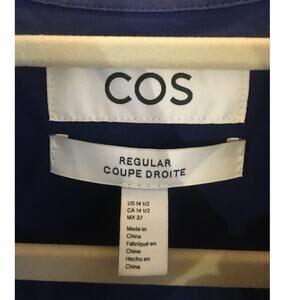 COS
REGULAR
COUPE DROITE
US 14 1/2
CA 14 1/2
MX 37
Made in
China
Fabriqué en
Chine
Hecho en
China